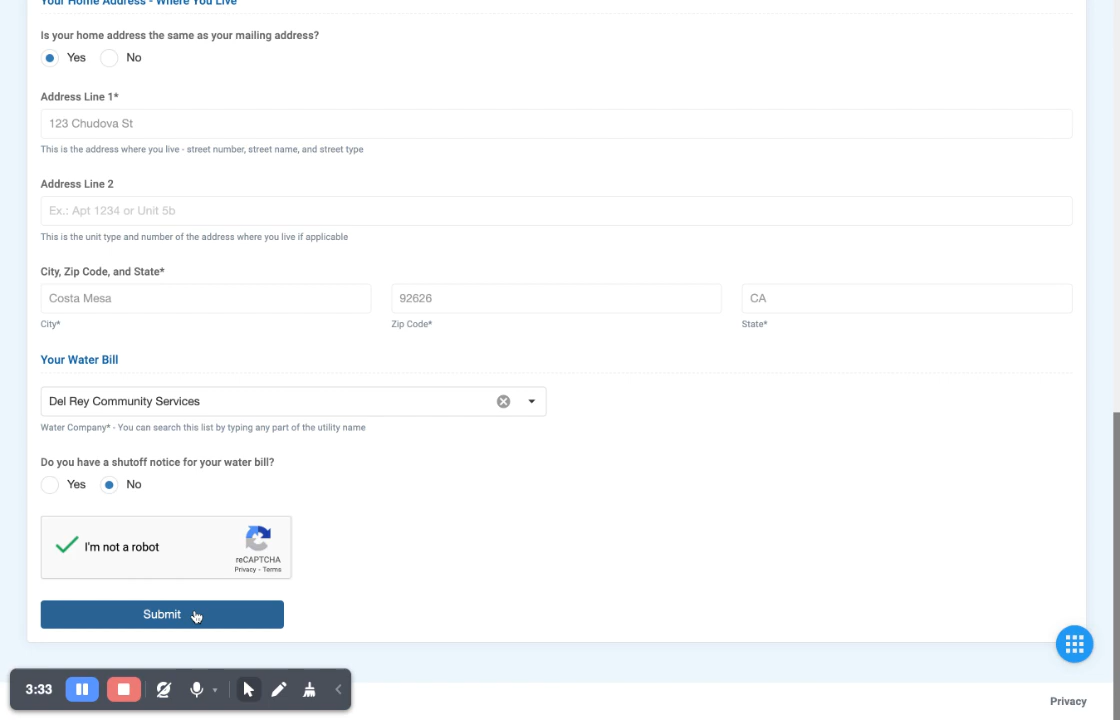 Your Home Address - Where You Live
Is your home address the same as your mailing address?
Yes No
Address Line 1*
123 Chudova St
This is the address where you live - street number, street name, and street type
Address Line 2
Ex.: Apt 1234 or Unit 5b
This is the unit type and number of the address where you live if applicable
City, Zip Code, and State*
Costa Mesa 92626 CA
City* Zip Code* State*
Your Water Bill
Del Rey Community Services
Water Company* - You can search this list by typing any part of the utility name
Do you have a shutoff notice for your water bill?
Yes No
I'm not a robot
reCAPTCHA
Privacy - Terms
Submit
3:33
Privacy